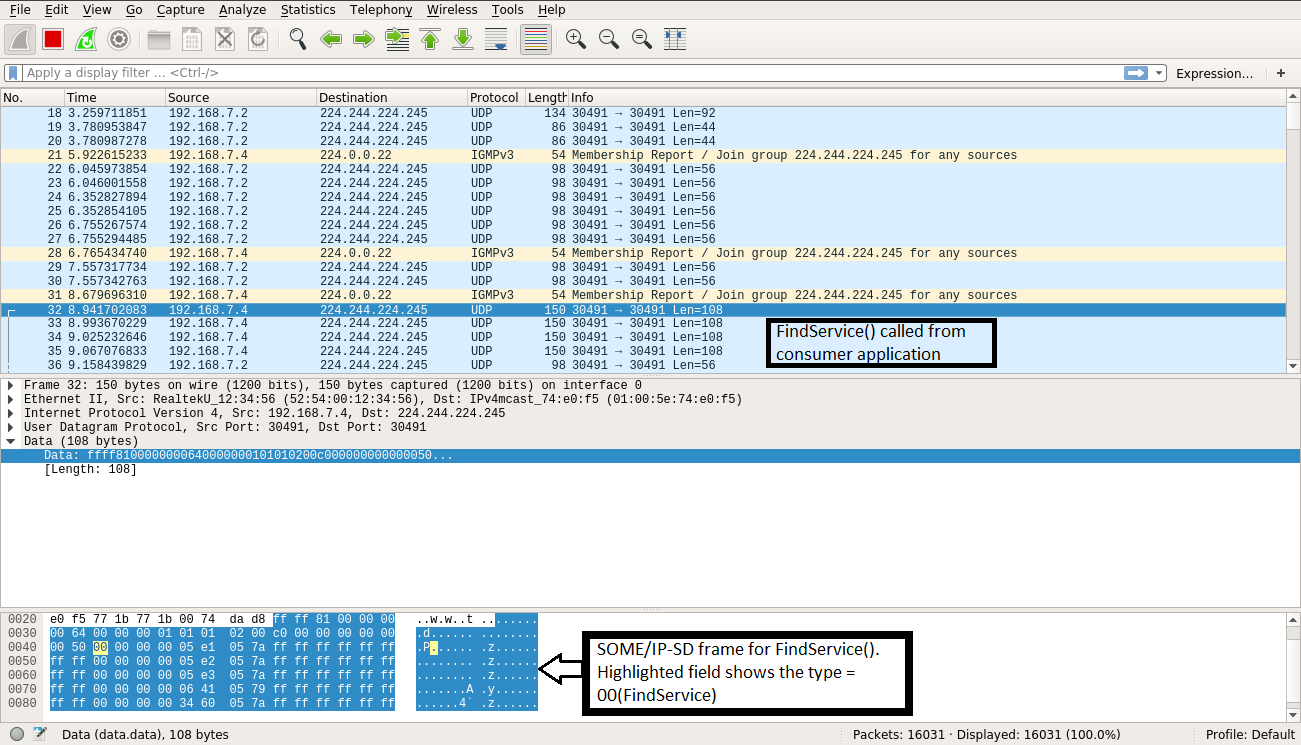 File Edit View Go Capture Analyze Statistics Telephony Wireless Tools Help
Apply a display filter ... <Ctrl-/> Expression... +
No. Time Source Destination Protocol Length Info
18 3.259711851 192.168.7.2 224.244.224.245 UDP 134 30491 → 30491 Len=92
19 3.780953847 192.168.7.2 224.244.224.245 UDP 86 30491 → 30491 Len=44
20 3.780987278 192.168.7.2 224.244.224.245 UDP 86 30491 → 30491 Len=44
21 5.922615233 192.168.7.4 224.0.0.22 IGMPv3 54 Membership Report / Join group 224.244.224.245 for any sources
22 6.045973854 192.168.7.2 224.244.224.245 UDP 98 30491 → 30491 Len=56
23 6.046001558 192.168.7.2 224.244.224.245 UDP 98 30491 → 30491 Len=56
24 6.352827894 192.168.7.2 224.244.224.245 UDP 98 30491 → 30491 Len=56
25 6.352854105 192.168.7.2 224.244.224.245 UDP 98 30491 → 30491 Len=56
26 6.755267574 192.168.7.2 224.244.224.245 UDP 98 30491 → 30491 Len=56
27 6.755294485 192.168.7.2 224.244.224.245 UDP 98 30491 → 30491 Len=56
28 6.765434740 192.168.7.4 224.0.0.22 IGMPv3 54 Membership Report / Join group 224.244.224.245 for any sources
29 7.557317734 192.168.7.2 224.244.224.245 UDP 98 30491 → 30491 Len=56
30 7.557342763 192.168.7.2 224.244.224.245 UDP 98 30491 → 30491 Len=56
31 8.679696310 192.168.7.4 224.0.0.22 IGMPv3 54 Membership Report / Join group 224.244.224.245 for any sources
32 8.941702083 192.168.7.4 224.244.224.245 UDP 150 30491 → 30491 Len=108
33 8.993670229 192.168.7.4 224.244.224.245 UDP 150 30491 → 30491 Len=108
34 9.025232646 192.168.7.4 224.244.224.245 UDP 150 30491 → 30491 Len=108
35 9.067076833 192.168.7.4 224.244.224.245 UDP 150 30491 → 30491 Len=108
36 9.158439829 192.168.7.2 224.244.224.245 UDP 98 30491 → 30491 Len=56
FindService() called from
consumer application
Frame 32: 150 bytes on wire (1200 bits), 150 bytes captured (1200 bits) on interface 0
Ethernet II, Src: RealtekU_12:34:56 (52:54:00:12:34:56), Dst: IPv4mcast_74:e0:f5 (01:00:5e:74:e0:f5)
Internet Protocol Version 4, Src: 192.168.7.4, Dst: 224.244.224.245
User Datagram Protocol, Src Port: 30491, Dst Port: 30491
Data (108 bytes)
Data: ffff8100000000640000000101010200c000000000000050...
[Length: 108]
0020 e0 f5 77 1b 77 1b 00 74 da d8 ff ff 81 00 00 00 ..w.w..t ........
0030 00 64 00 00 00 01 01 01 02 00 c0 00 00 00 00 00 .d...... ........
0040 00 50 00 00 00 00 05 e1 05 7a ff ff ff ff ff ff .P...... .z......
0050 ff ff 00 00 00 00 05 e2 05 7a ff ff ff ff ff ff ........ .z......
0060 ff ff 00 00 00 00 05 e3 05 7a ff ff ff ff ff ff ........ .z......
0070 ff ff 00 00 00 00 06 41 05 79 ff ff ff ff ff ff .......A .y......
0080 ff ff 00 00 00 00 34 60 05 7a ff ff ff ff ff ff ......4` .z......
SOME/IP-SD frame for FindService().
Highlighted field shows the type =
00(FindService)
Data (data.data), 108 bytes Packets: 16031 · Displayed: 16031 (100.0%) Profile: Default